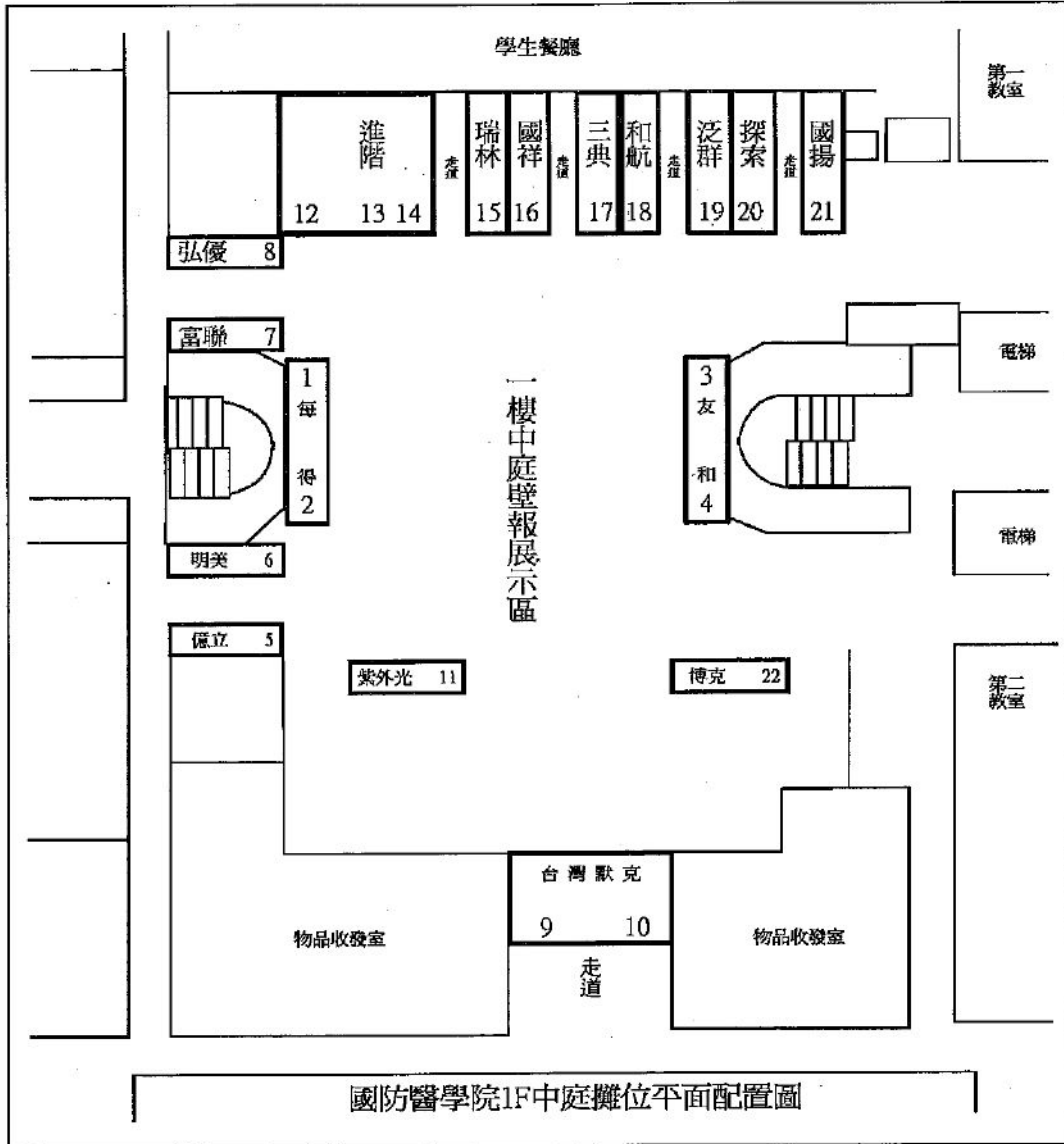 學生餐廳
第一
教室
進階
12 13 14
走道
瑞林
15
國祥
16
走道
三典
17
和航
18
走道
泛群
19
探索
20
走道
國揚
21
弘優 8
富聯 7
1
每
得
2
一樓中庭壁報展示區
3
友
和
4
電梯
電梯
明美 6
億立 5
紫外光 11
博克 22
第二
教室
台灣默克
9 10
物品收發室
物品收發室
走道
國防醫學院1F中庭攤位平面配置圖